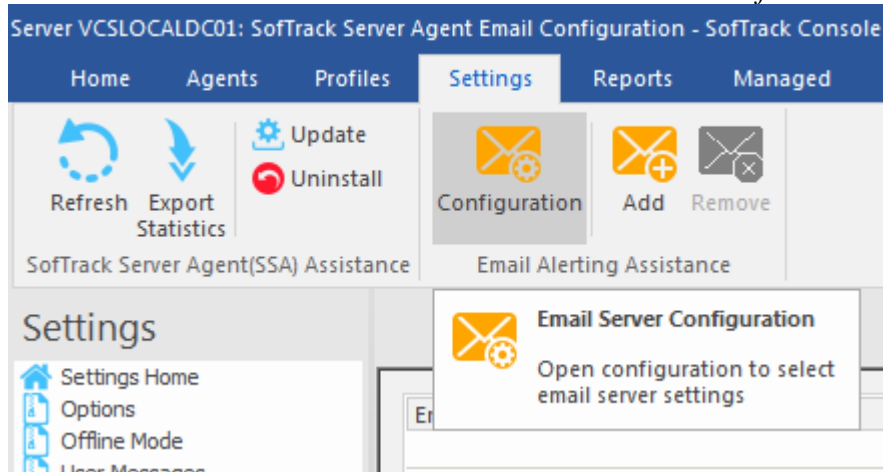 Server VCSLOCALDC01: SofTrack Server Agent Email Configuration - SofTrack Console
Home Agents Profiles Settings Reports Managed
Refresh
Export Statistics
Update
Uninstall
Configuration
Add
Remove
SofTrack Server Agent(SSA) Assistance
Email Alerting Assistance
Settings
Settings Home
Options
Offline Mode
User Messages
Email Server Configuration
Open configuration to select
email server settings